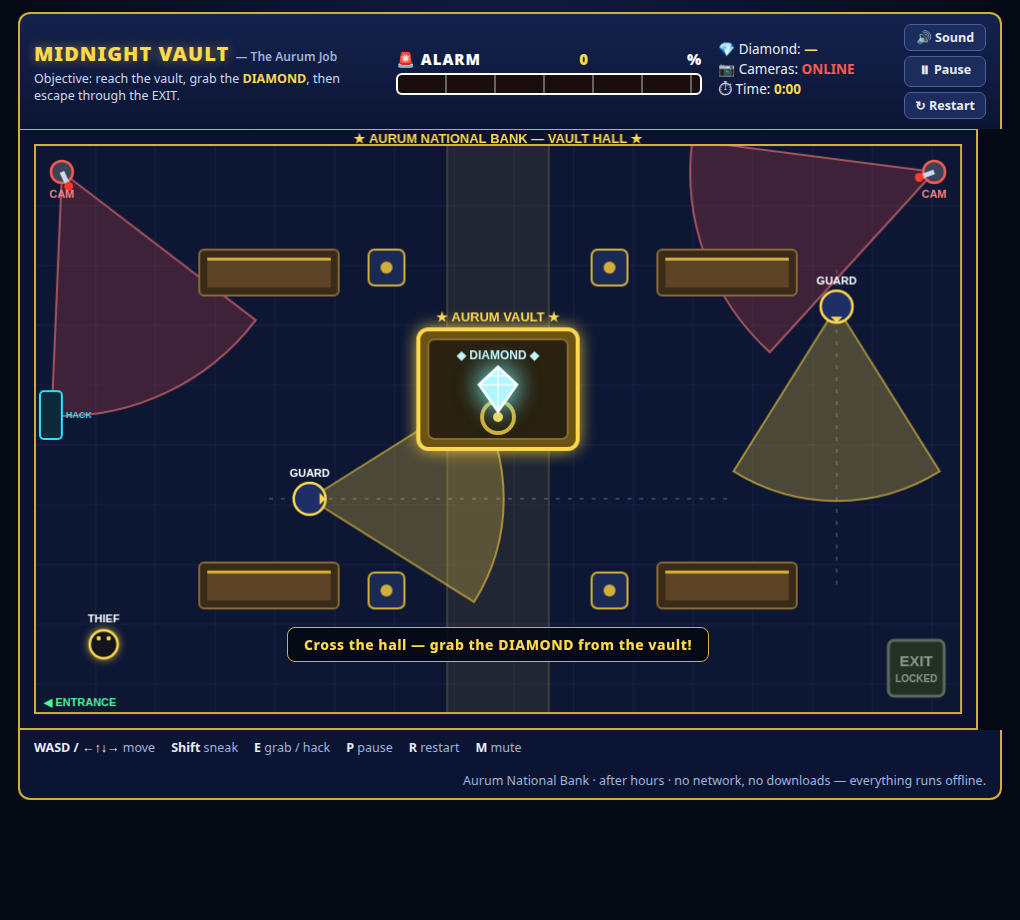 MIDNIGHT VAULT — The Aurum Job
Objective: reach the vault, grab the DIAMOND, then
escape through the EXIT.
🚨 ALARM 0 %
💎 Diamond: —
📷 Cameras: ONLINE
⏱ Time: 0:00
🔊 Sound
⏸ Pause
↻ Restart
★ AURUM NATIONAL BANK — VAULT HALL ★
CAM
CAM
GUARD
★ AURUM VAULT ★
◆ DIAMOND ◆
HACK
GUARD
THIEF
Cross the hall — grab the DIAMOND from the vault!
EXIT
LOCKED
◀ ENTRANCE
WASD / ←↑↓→ move Shift sneak E grab / hack P pause R restart M mute
Aurum National Bank · after hours · no network, no downloads — everything runs offline.